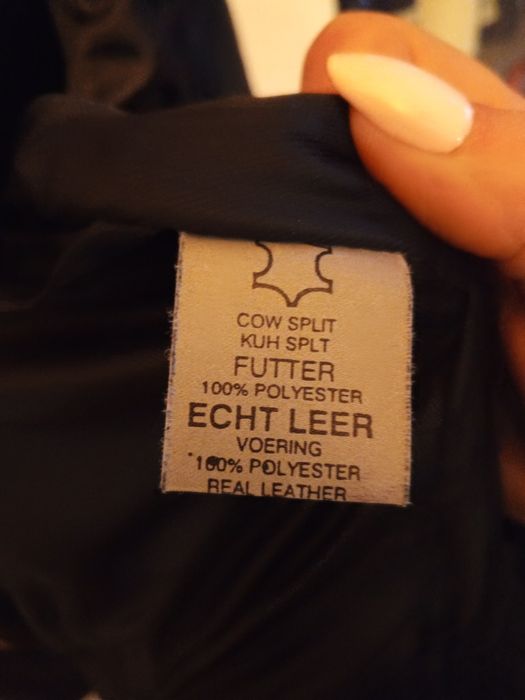 COW SPLIT
KUH SPLT
FUTTER
100% POLYESTER
ECHT LEER
VOERING
100% POLYESTER
REAL LEATHER